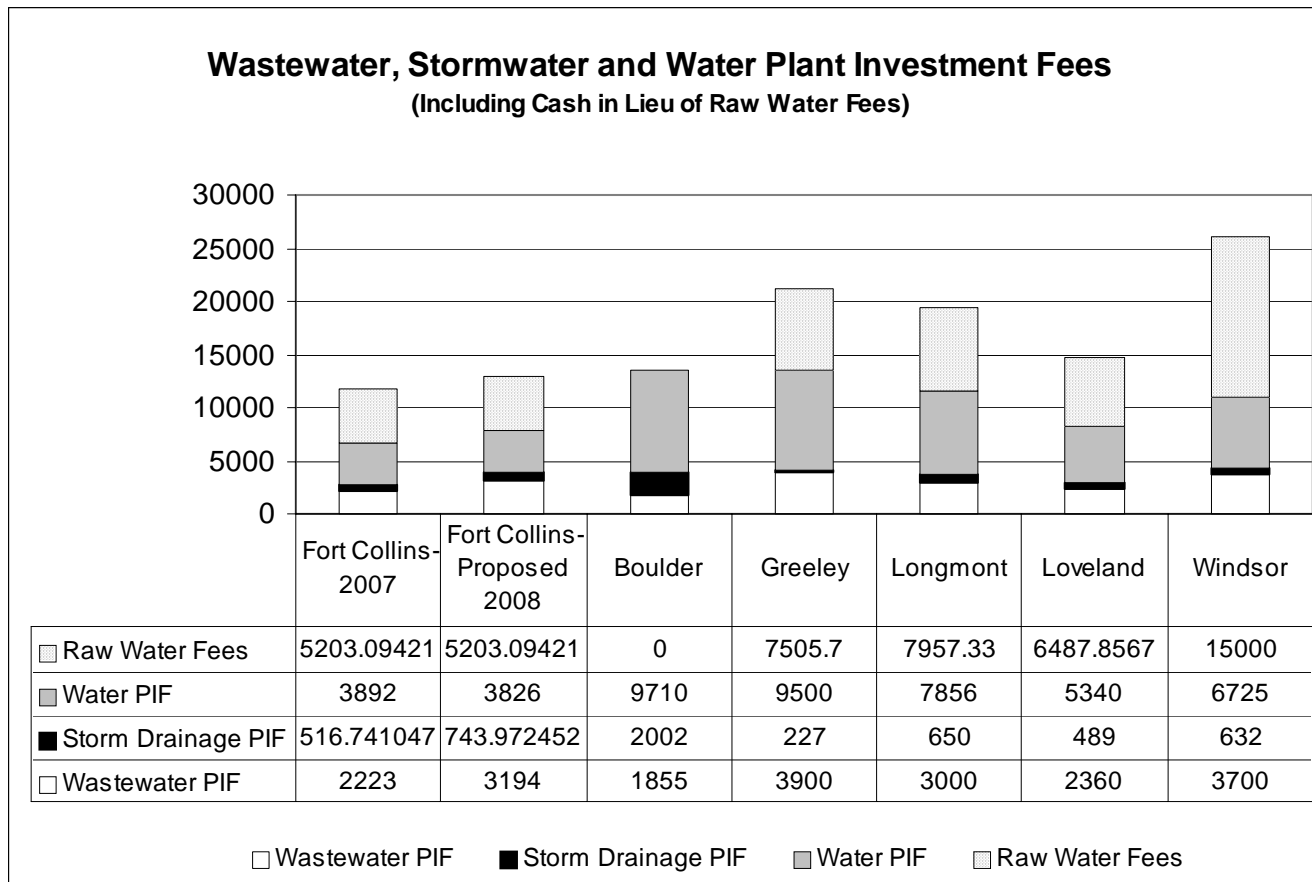 Wastewater, Stormwater and Water Plant Investment Fees
(Including Cash in Lieu of Raw Water Fees)
30000
25000
20000
15000
10000
5000
0
Fort Collins-2007 Fort Collins-Proposed 2008 Boulder Greeley Longmont Loveland Windsor
Raw Water Fees 5203.09421 5203.09421 0 7505.7 7957.33 6487.8567 15000
Water PIF 3892 3826 9710 9500 7856 5340 6725
Storm Drainage PIF 516.741047 743.972452 2002 227 650 489 632
Wastewater PIF 2223 3194 1855 3900 3000 2360 3700
Wastewater PIF Storm Drainage PIF Water PIF Raw Water Fees